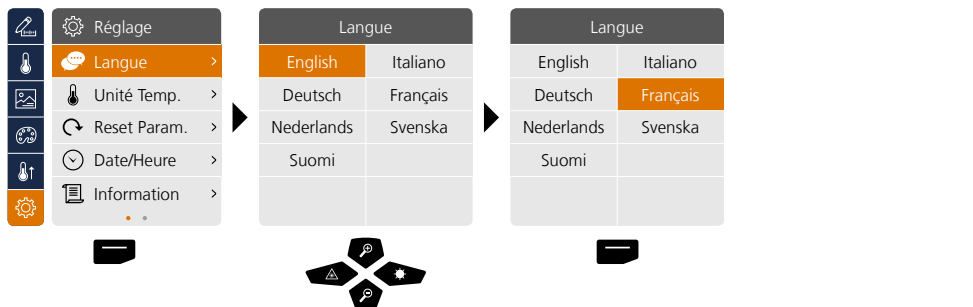 Réglage
Langue
Unité Temp.
Reset Param.
Date/Heure
Information
Langue
English Italiano
Deutsch Français
Nederlands Svenska
Suomi
Langue
English Italiano
Deutsch Français
Nederlands Svenska
Suomi